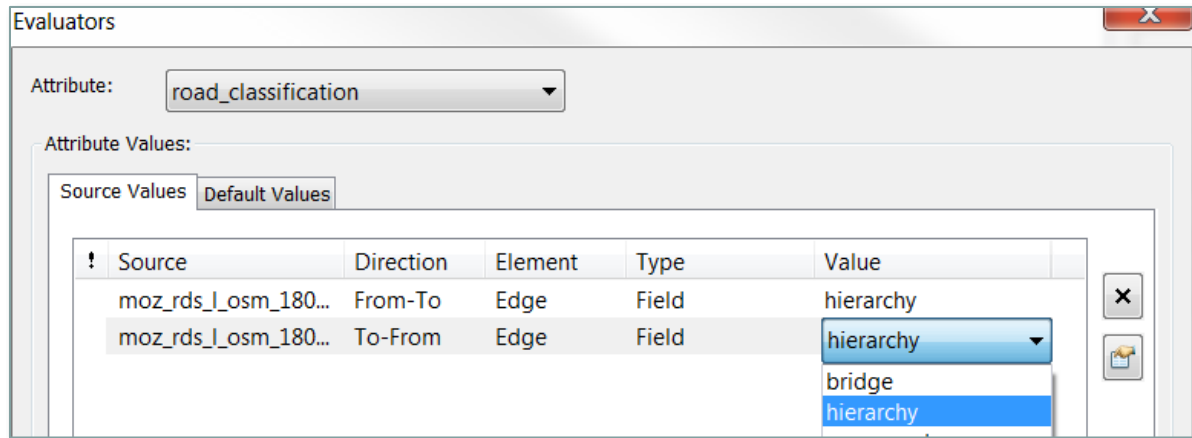 Evaluators
Attribute: road_classification
Attribute Values:
Source Values Default Values
! Source Direction Element Type Value
moz_rds_l_osm_180... From-To Edge Field hierarchy
moz_rds_l_osm_180... To-From Edge Field hierarchy
bridge
hierarchy